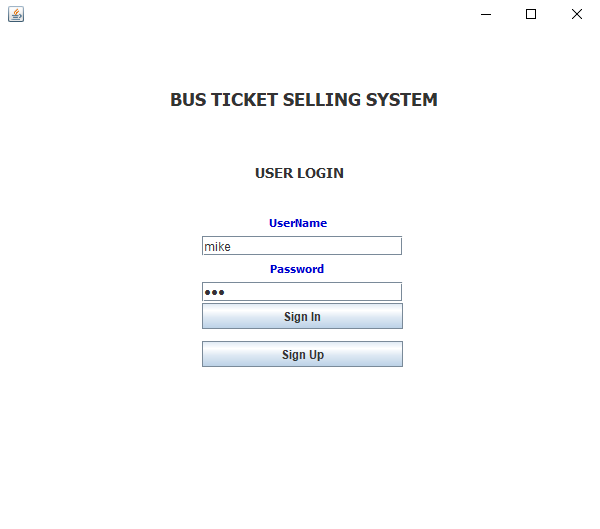 BUS TICKET SELLING SYSTEM
USER LOGIN
UserName
mike
Password
●●●
Sign In
Sign Up